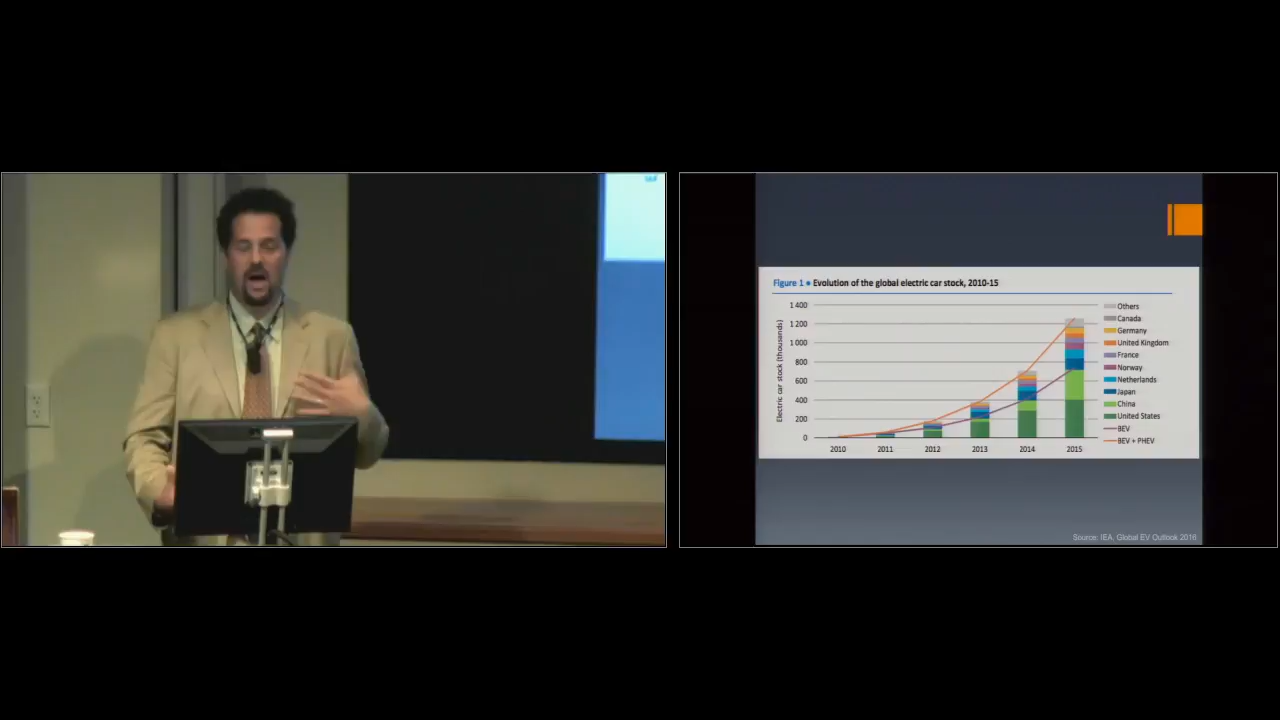 Figure 1 • Evolution of the global electric car stock, 2010-15
Electric car stock (thousands)
1 400
1 200
1 000
800
600
400
200
0
2010 2011 2012 2013 2014 2015
Others
Canada
Germany
United Kingdom
France
Norway
Netherlands
Japan
China
United States
BEV
BEV + PHEV
Source: IEA, Global EV Outlook 2016